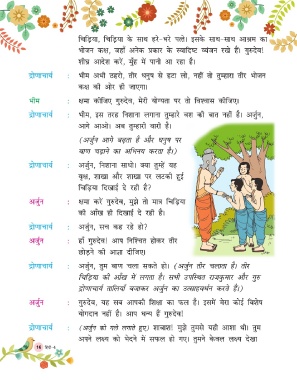 चिड़िया, चिड़िया के साथ हरे-भरे पत्ते। इसके साथ-साथ आश्रम का
भोजन कक्ष, जहाँ अनेक प्रकार के स्वादिष्ट व्यंजन रखे हैं। गुरुदेव!
शीघ्र आदेश करें, मुँह में पानी आ रहा है।
द्रोणाचार्य : भीम अभी ठहरो, तीर धनुष से हटा लो, नहीं तो तुम्हारा तीर भोजन
कक्ष की ओर ही जाएगा।
भीम : क्षमा कीजिए गुरुदेव, मेरी योग्यता पर तो विश्वास कीजिए।
द्रोणाचार्य : भीम, इस तरह निशाना लगाना तुम्हारे बस की बात नहीं है। अर्जुन,
आगे आओ। अब तुम्हारी बारी है।
(अर्जुन आगे बढ़ता है और धनुष पर
बाण चढ़ाने का अभिनय करता है।)
द्रोणाचार्य : अर्जुन, निशाना साधो। क्या तुम्हें यह
वृक्ष, शाखा और शाखा पर लटकी हुई
चिड़िया दिखाई दे रही है?
अर्जुन : क्षमा करें गुरुदेव, मुझे तो मात्र चिड़िया
की आँख ही दिखाई दे रही है।
द्रोणाचार्य : अर्जुन, सच कह रहे हो?
अर्जुन : हाँ गुरुदेव! आप निश्चिंत होकर तीर
छोड़ने की आज्ञा दीजिए।
द्रोणाचार्य : अर्जुन, तुम बाण चला सकते हो। (अर्जुन तीर चलाता है। तीर
चिड़िया की आँख में लगता है। सभी उपस्थित राजकुमार और गुरु
द्रोणाचार्य तालियाँ बजाकर अर्जुन का उत्साहवर्धन करते हैं।)
अर्जुन : गुरुदेव, यह सब आपकी शिक्षा का फल है। इसमें मेरा कोई विशेष
योगदान नहीं है। आप धन्य हैं गुरुदेव!
द्रोणाचार्य : (अर्जुन को गले लगाते हुए) शाबाश! मुझे तुमसे यही आशा थी। तुम
अपने लक्ष्य को भेदने में सफल हो गए। तुमने केवल लक्ष्य देखा
16 हिंदी-4